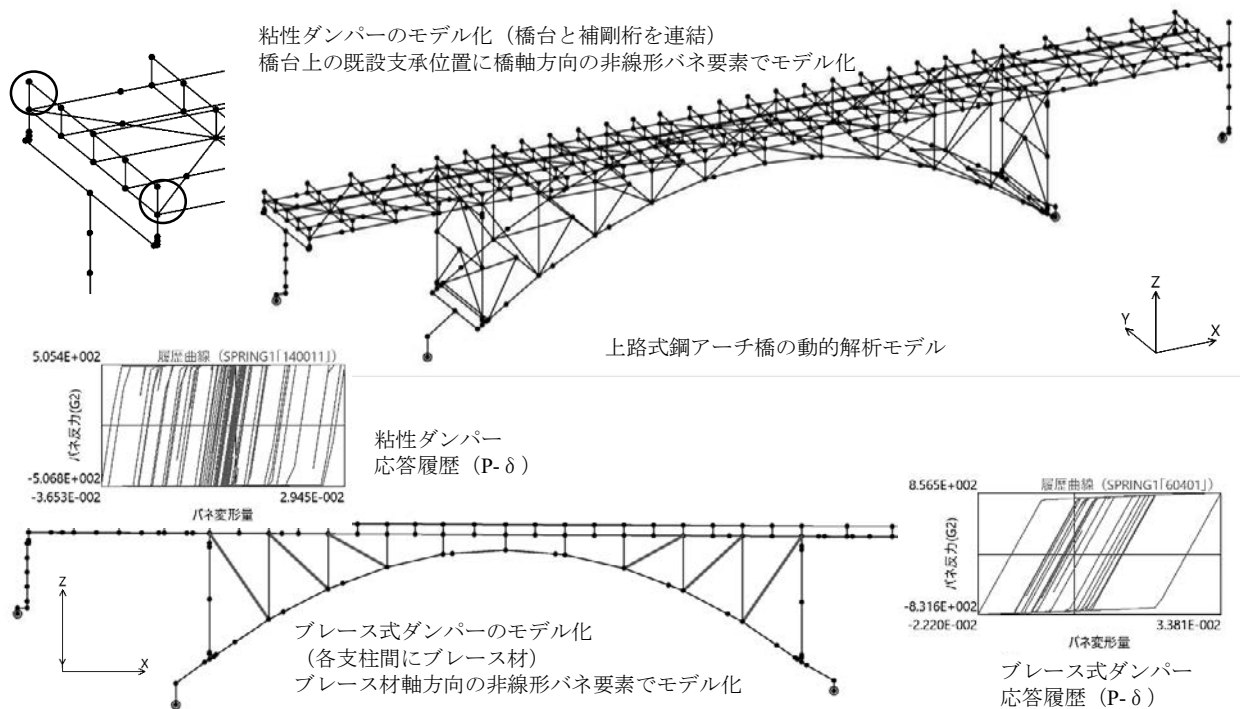 粘性ダンパーのモデル化（橋台と補剛桁を連結）
橋台上の既設支承位置に橋軸方向の非線形バネ要素でモデル化
Z
Y
X
上路式鋼アーチ橋の動的解析モデル
5.054E+002
履歴曲線（SPRING1「140011」）
バネ反力(G2)
-5.068E+002
-3.653E-002
2.945E-002
バネ変形量
粘性ダンパー
応答履歴（P-δ）
8.565E+002
履歴曲線（SPRING1「60401」）
バネ反力(G2)
-8.316E+002
-2.220E-002
3.381E-002
バネ変形量
ブレース式ダンパー
応答履歴（P-δ）
Z
Y
X
ブレース式ダンパーのモデル化
（各支柱間にブレース材）
ブレース材軸方向の非線形バネ要素でモデル化